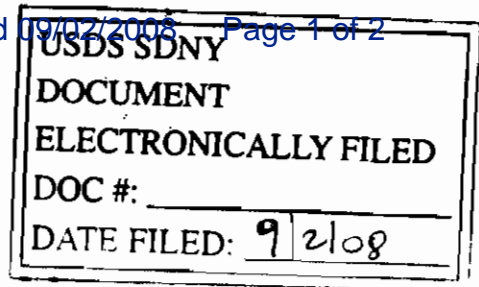 d 09/02/2008 Page 1 of 2
USDS SDNY
DOCUMENT
ELECTRONICALLY FILED
DOC #:
DATE FILED: 9/2/08